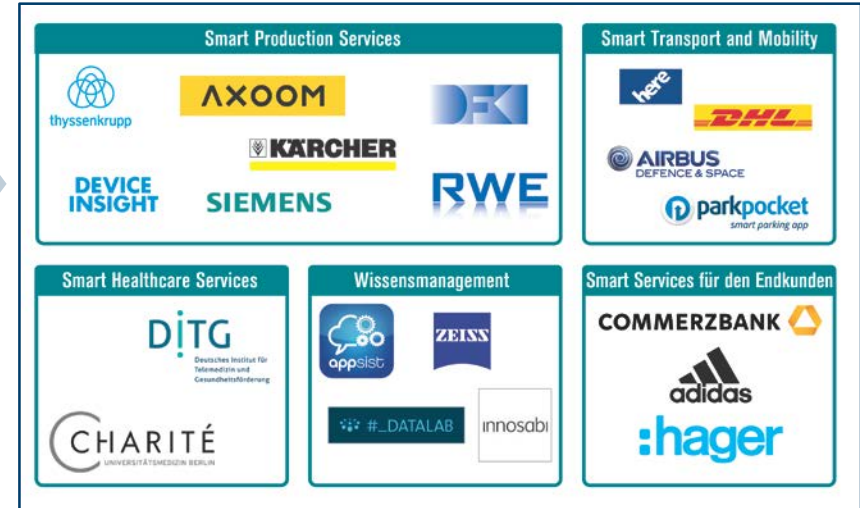 Smart Production Services
thyssenkrupp
AXOOM
DFKI
KÄRCHER
DEVICE
INSIGHT
SIEMENS
RWE
Smart Transport and Mobility
here
DHL
AIRBUS
DEFENCE & SPACE
parkpocket
smart parking app
Smart Healthcare Services
DITG
Deutsches Institut für
Telemedizin und
Gesundheitsförderung
CHARITÉ
UNIVERSITÄTSMEDIZIN BERLIN
Wissensmanagement
appsist
ZEISS
#_DATALAB
innosabi
Smart Services für den Endkunden
COMMERZBANK
adidas
:hager